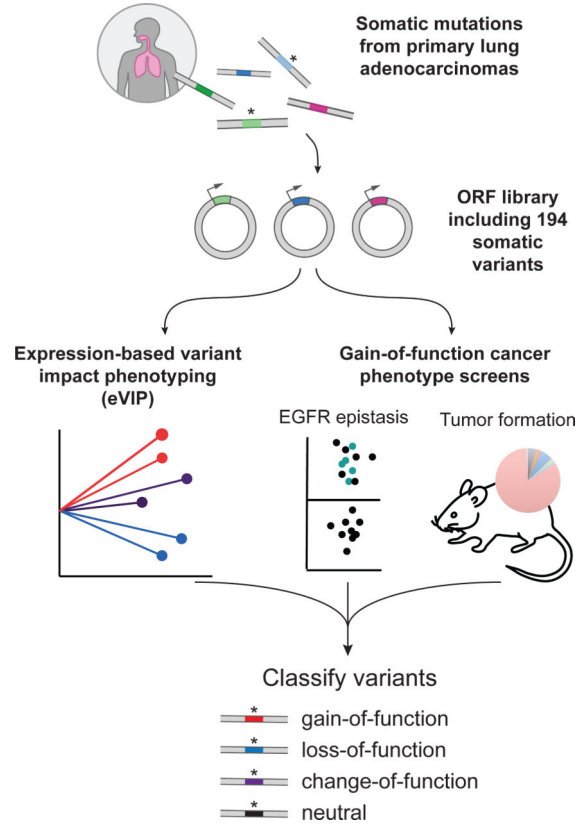 Somatic mutations
from primary lung
adenocarcinomas
*
*
ORF library
including 194
somatic
variants
Expression-based variant
impact phenotyping
(eVIP)
Gain-of-function cancer
phenotype screens
EGFR epistasis
Tumor formation
Classify variants
* gain-of-function
* loss-of-function
* change-of-function
* neutral